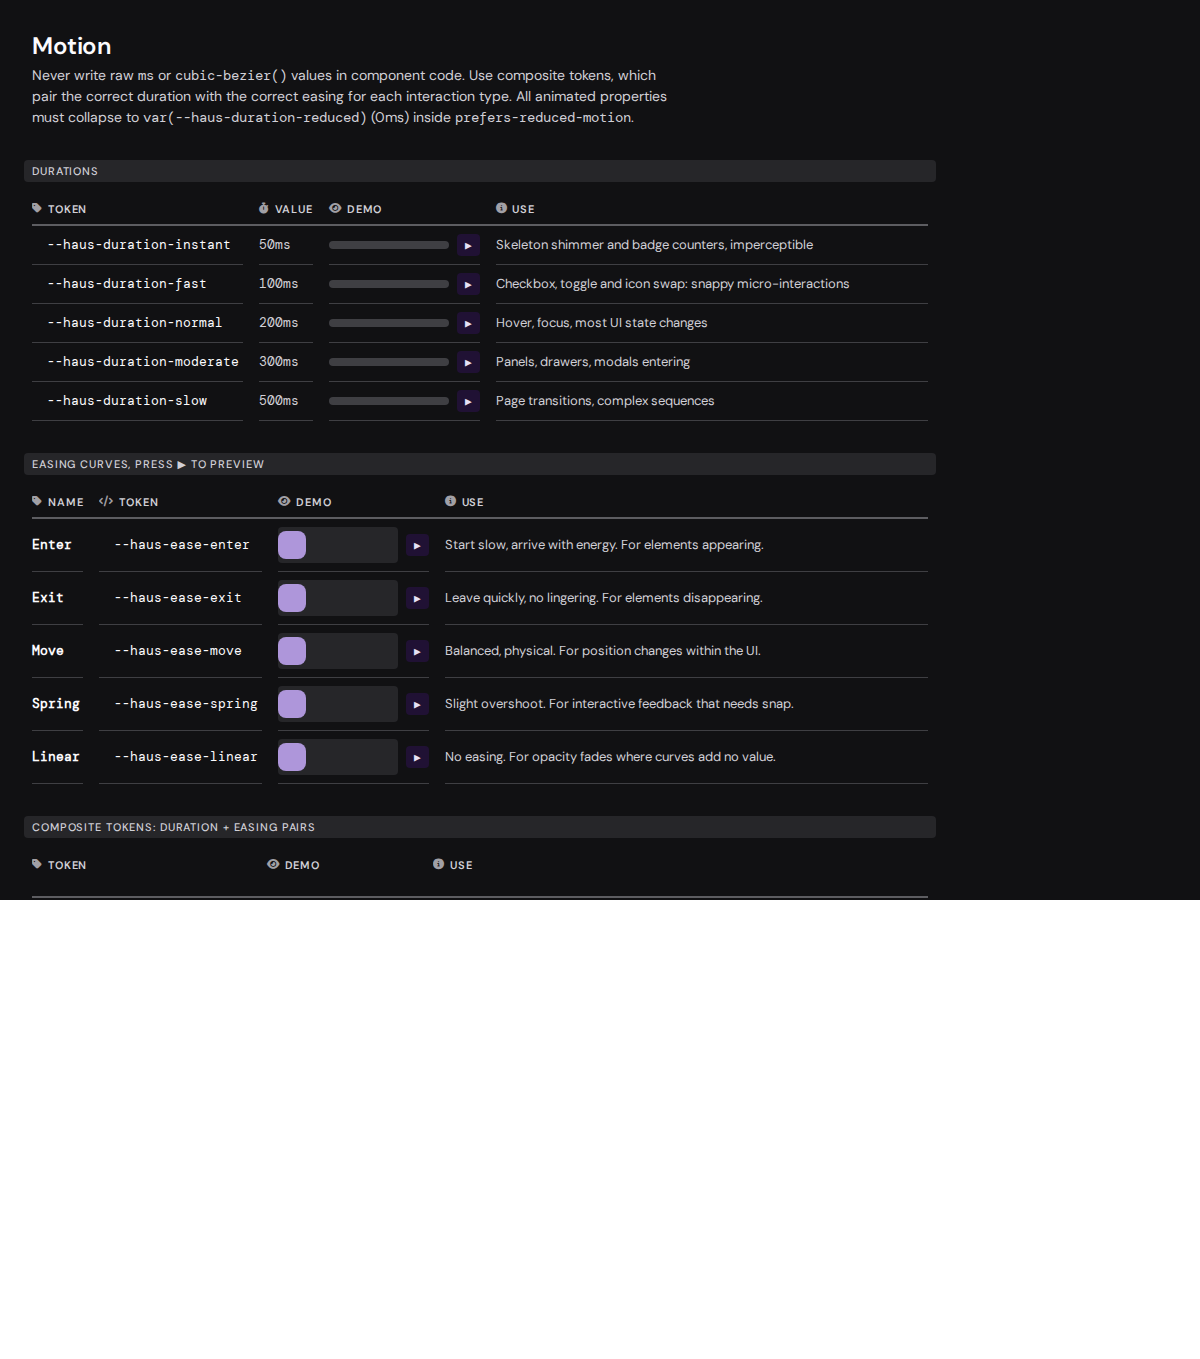 Motion
Never write raw ms or cubic-bezier() values in component code. Use composite tokens, which
pair the correct duration with the correct easing for each interaction type. All animated properties
must collapse to var(--haus-duration-reduced) (0ms) inside prefers-reduced-motion.
DURATIONS
TOKEN VALUE DEMO USE
--haus-duration-instant 50ms ▶ Skeleton shimmer and badge counters, imperceptible
--haus-duration-fast 100ms ▶ Checkbox, toggle and icon swap: snappy micro-interactions
--haus-duration-normal 200ms ▶ Hover, focus, most UI state changes
--haus-duration-moderate 300ms ▶ Panels, drawers, modals entering
--haus-duration-slow 500ms ▶ Page transitions, complex sequences
EASING CURVES, PRESS ▶ TO PREVIEW
NAME </> TOKEN DEMO USE
Enter --haus-ease-enter ▶ Start slow, arrive with energy. For elements appearing.
Exit --haus-ease-exit ▶ Leave quickly, no lingering. For elements disappearing.
Move --haus-ease-move ▶ Balanced, physical. For position changes within the UI.
Spring --haus-ease-spring ▶ Slight overshoot. For interactive feedback that needs snap.
Linear --haus-ease-linear ▶ No easing. For opacity fades where curves add no value.
COMPOSITE TOKENS: DURATION + EASING PAIRS
TOKEN DEMO USE